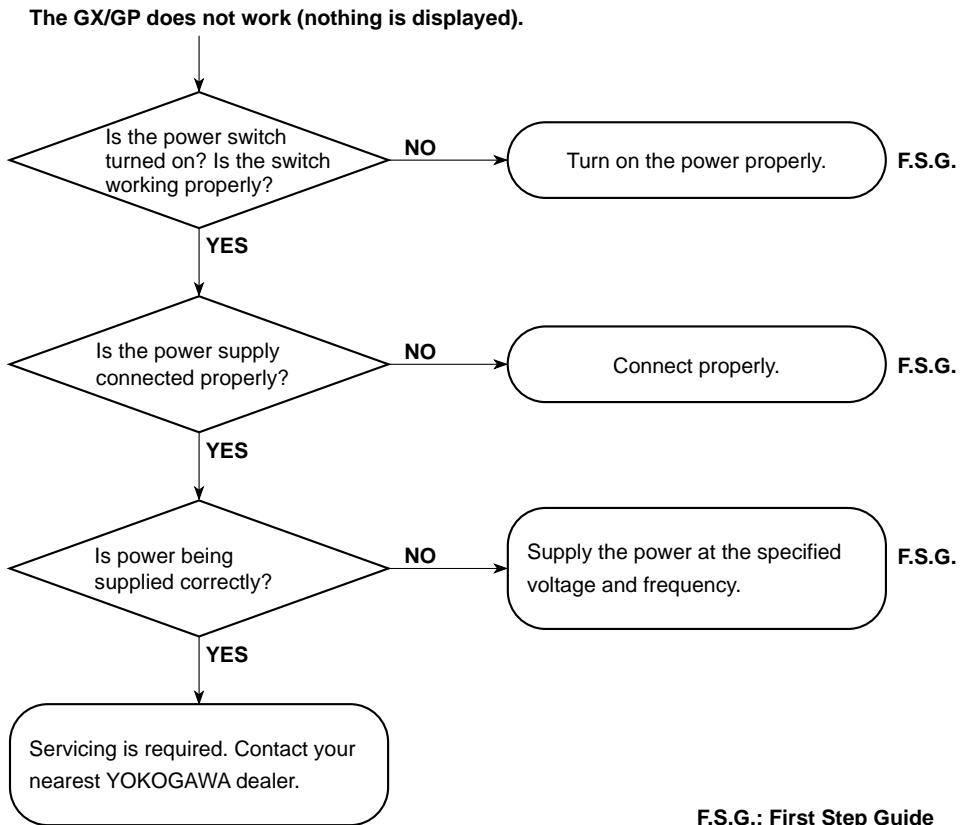 The GX/GP does not work (nothing is displayed).
Is the power switch
turned on? Is the switch
working properly?
NO
Turn on the power properly.
F.S.G.
YES
Is the power supply
connected properly?
NO
Connect properly.
F.S.G.
YES
Is power being
supplied correctly?
NO
Supply the power at the specified
voltage and frequency.
F.S.G.
YES
Servicing is required. Contact your
nearest YOKOGAWA dealer.
F.S.G.: First Step Guide